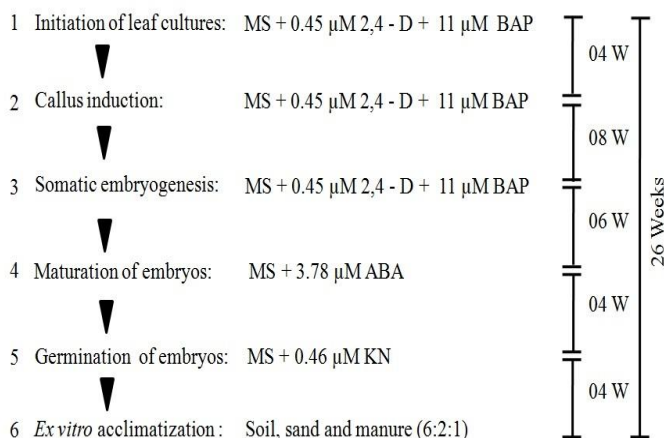 1 Initiation of leaf cultures: MS + 0.45 µM 2,4 - D + 11 µM BAP
04 W
2 Callus induction: MS + 0.45 µM 2,4 - D + 11 µM BAP
08 W
3 Somatic embryogenesis: MS + 0.45 µM 2,4 - D + 11 µM BAP
06 W
26 Weeks
4 Maturation of embryos: MS + 3.78 µM ABA
04 W
5 Germination of embryos: MS + 0.46 µM KN
04 W
6 Ex vitro acclimatization : Soil, sand and manure (6:2:1)